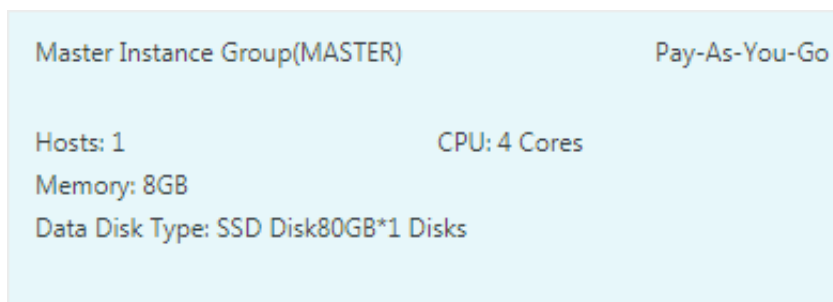 Master Instance Group(MASTER) Pay-As-You-Go
Hosts: 1 CPU: 4 Cores
Memory: 8GB
Data Disk Type: SSD Disk80GB*1 Disks